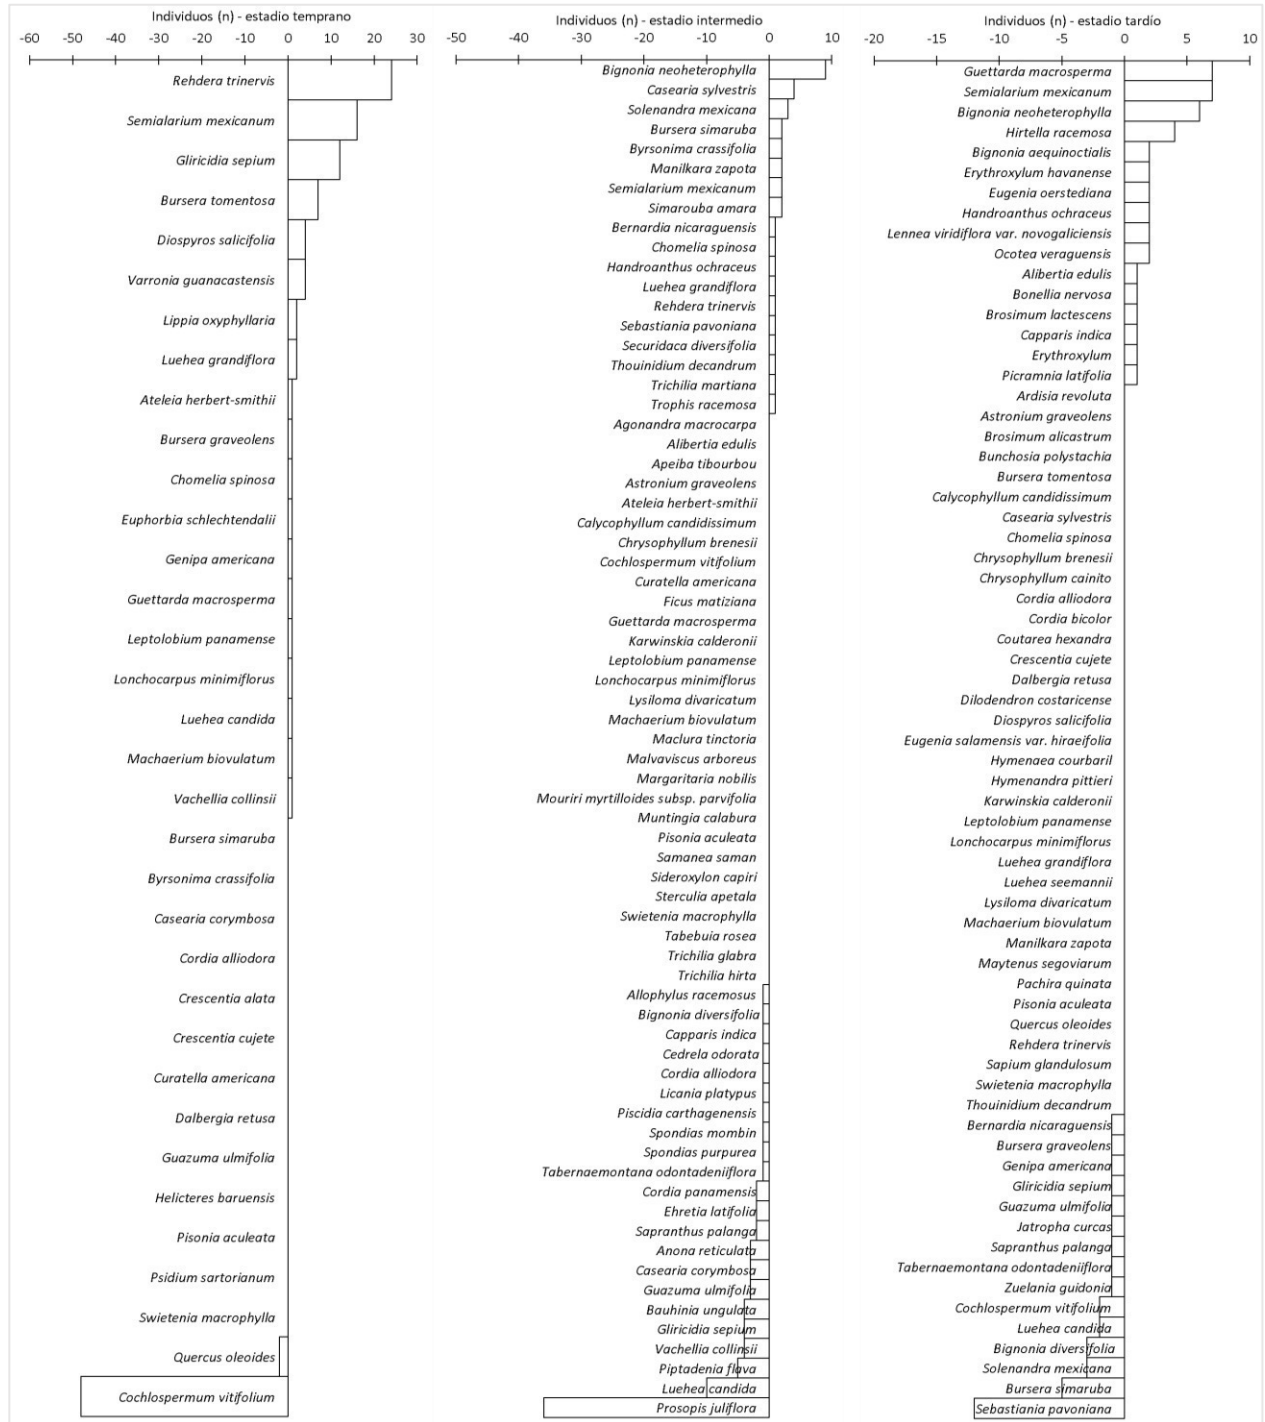 Individuos (n) - estadio temprano
-60 -50 -40 -30 -20 -10 0 10 20 30
Rehdera trinervis
Semialarium mexicanum
Gliricidia sepium
Bursera tomentosa
Diospyros salicifolia
Varronia guanacastensis
Lippia oxyphyllaria
Luehea grandiflora
Ateleia herbert-smithii
Bursera graveolens
Chomelia spinosa
Euphorbia schlechtendalii
Genipa americana
Guettarda macrosperma
Leptolobium panamense
Lonchocarpus minimiflorus
Luehea candida
Machaerium biovulatum
Vachellia collinsii
Bursera simaruba
Byrsonima crassifolia
Casearia corymbosa
Cordia alliodora
Crescentia alata
Crescentia cujete
Curatella americana
Dalbergia retusa
Guazuma ulmifolia
Helicteres baruensis
Pisonia aculeata
Psidium sartorianum
Swietenia macrophylla
Quercus oleoides
Cochlospermum vitifolium
Individuos (n) - estadio intermedio
-50 -40 -30 -20 -10 0 10
Bignonia neoheterophylla
Casearia sylvestris
Solenandra mexicana
Bursera simaruba
Byrsonima crassifolia
Manilkara zapota
Semialarium mexicanum
Simarouba amara
Bernardia nicaraguensis
Chomelia spinosa
Handroanthus ochraceus
Luehea grandiflora
Rehdera trinervis
Sebastiania pavoniana
Securidaca diversifolia
Thouinidium decandrum
Trichilia martiana
Trophis racemosa
Agonandra macrocarpa
Alibertia edulis
Apeiba tibourbou
Astronium graveolens
Ateleia herbert-smithii
Calycophyllum candidissimum
Chrysophyllum brenesii
Cochlospermum vitifolium
Curatella americana
Ficus matiziana
Guettarda macrosperma
Karwinskia calderonii
Leptolobium panamense
Lonchocarpus minimiflorus
Lysiloma divaricatum
Machaerium biovulatum
Maclura tinctoria
Malvaviscus arboreus
Margaritaria nobilis
Mouriri myrtilloides subsp. parvifolia
Muntingia calabura
Pisonia aculeata
Samanea saman
Sideroxylon capiri
Sterculia apetala
Swietenia macrophylla
Tabebuia rosea
Trichilia glabra
Trichilia hirta
Allophylus racemosus
Bignonia diversifolia
Capparis indica
Cedrela odorata
Cordia alliodora
Licania platypus
Piscidia carthagenensis
Spondias mombin
Spondias purpurea
Tabernaemontana odontadeniiflora
Cordia panamensis
Ehretia latifolia
Sapranthus palanga
Anona reticulata
Casearia corymbosa
Guazuma ulmifolia
Bauhinia ungulata
Gliricidia sepium
Vachellia collinsii
Piptadenia flava
Luehea candida
Prosopis juliflora
Individuos (n) - estadio tardío
-20 -15 -10 -5 0 5 10
Guettarda macrosperma
Semialarium mexicanum
Bignonia neoheterophylla
Hirtella racemosa
Bignonia aequinoctialis
Erythroxylum havanense
Eugenia oerstediana
Handroanthus ochraceus
Lennea viridiflora var. novogaliciensis
Ocotea veraguensis
Alibertia edulis
Bonellia nervosa
Brosimum lactescens
Capparis indica
Erythroxylum
Picramnia latifolia
Ardisia revoluta
Astronium graveolens
Brosimum alicastrum
Bunchosia polystachia
Bursera tomentosa
Calycophyllum candidissimum
Casearia sylvestris
Chomelia spinosa
Chrysophyllum brenesii
Chrysophyllum cainito
Cordia alliodora
Cordia bicolor
Coutarea hexandra
Crescentia cujete
Dalbergia retusa
Dilodendron costaricense
Diospyros salicifolia
Eugenia salamensis var. hiraeifolia
Hymenaea courbaril
Hymenandra pittieri
Karwinskia calderonii
Leptolobium panamense
Lonchocarpus minimiflorus
Luehea grandiflora
Luehea seemannii
Lysiloma divaricatum
Machaerium biovulatum
Manilkara zapota
Maytenus segoviarum
Pachira quinata
Pisonia aculeata
Quercus oleoides
Rehdera trinervis
Sapium glandulosum
Swietenia macrophylla
Thouinidium decandrum
Bernardia nicaraguensis
Bursera graveolens
Genipa americana
Gliricidia sepium
Guazuma ulmifolia
Jatropha curcas
Sapranthus palanga
Tabernaemontana odontadeniiflora
Zuelania guidonia
Cochlospermum vitifolium
Luehea candida
Bignonia diversifolia
Solenandra mexicana
Bursera simaruba
Sebastiania pavoniana